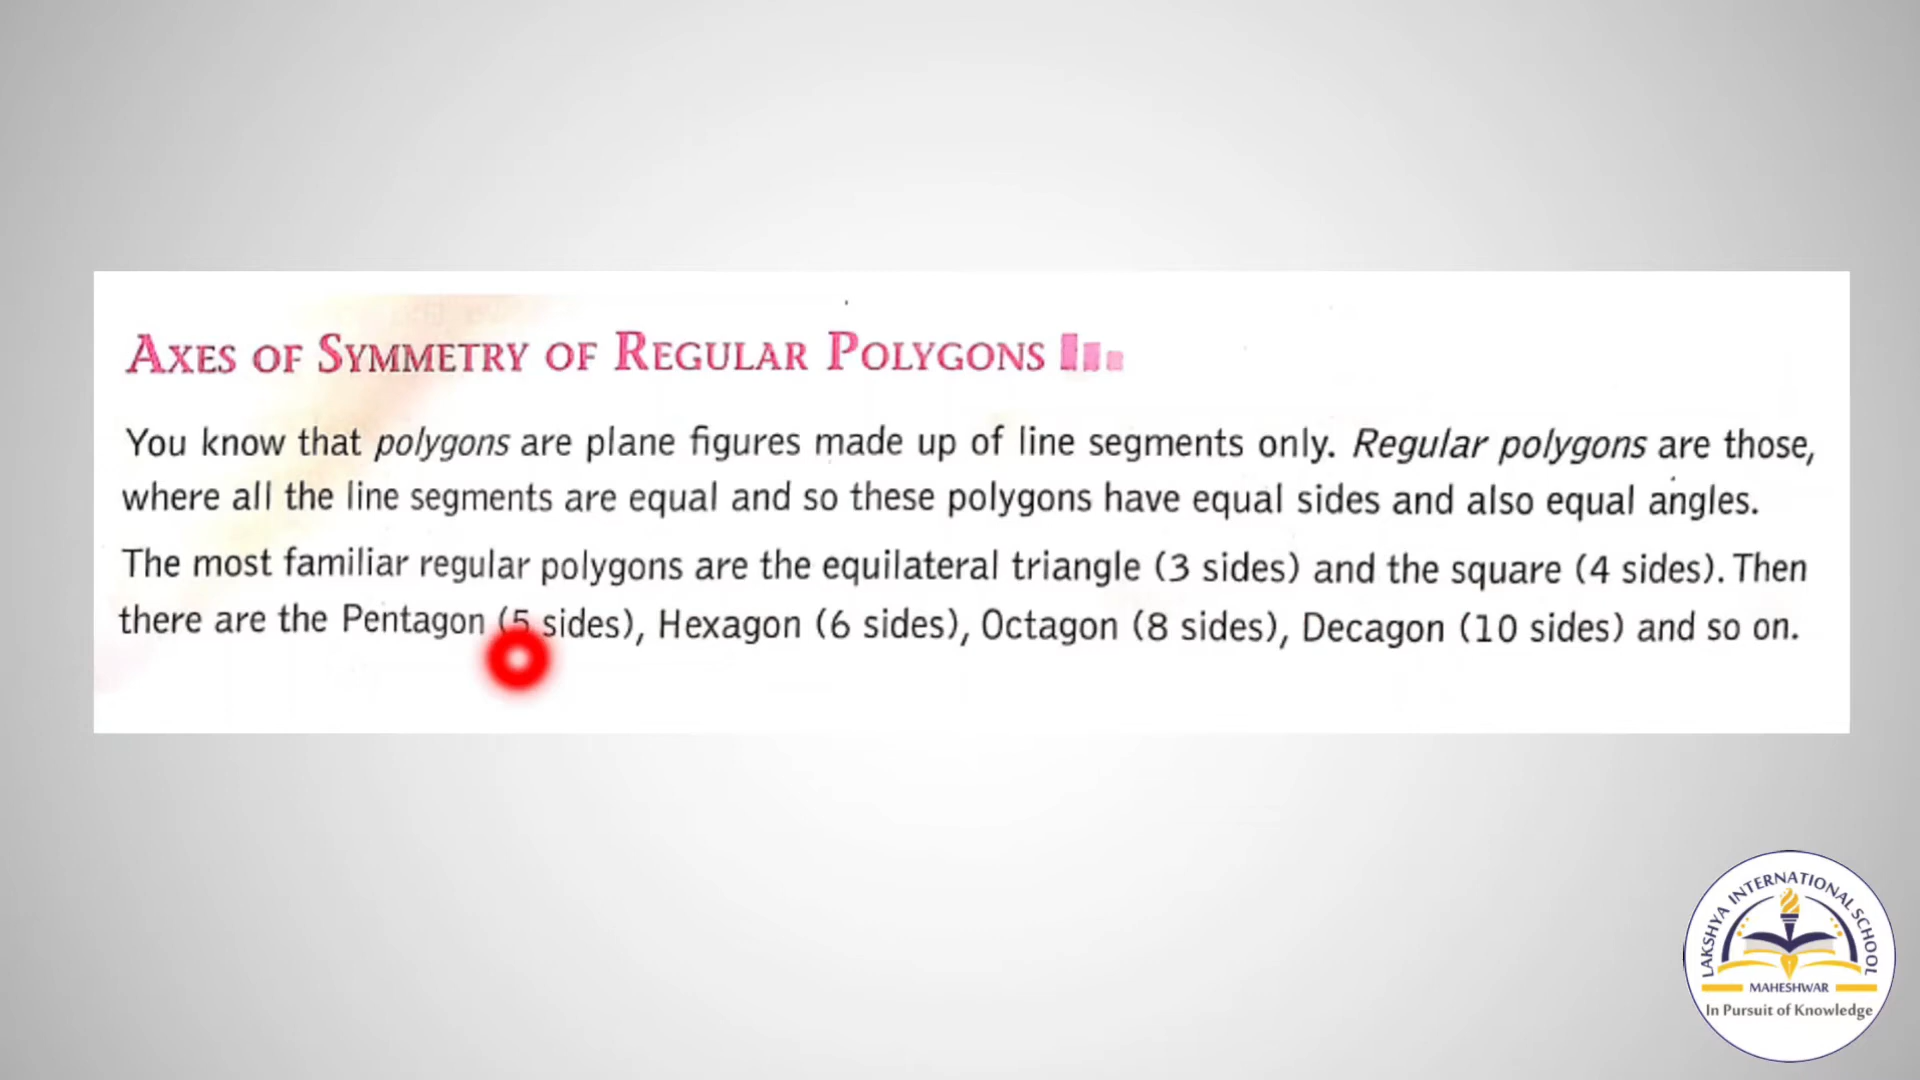 AXES OF SYMMETRY OF REGULAR POLYGONS
You know that polygons are plane figures made up of line segments only. Regular polygons are those,
where all the line segments are equal and so these polygons have equal sides and also equal angles.
The most familiar regular polygons are the equilateral triangle (3 sides) and the square (4 sides). Then
there are the Pentagon (5 sides), Hexagon (6 sides), Octagon (8 sides), Decagon (10 sides) and so on.
LAKSHYA INTERNATIONAL SCHOOL
MAHESHWAR
In Pursuit of Knowledge